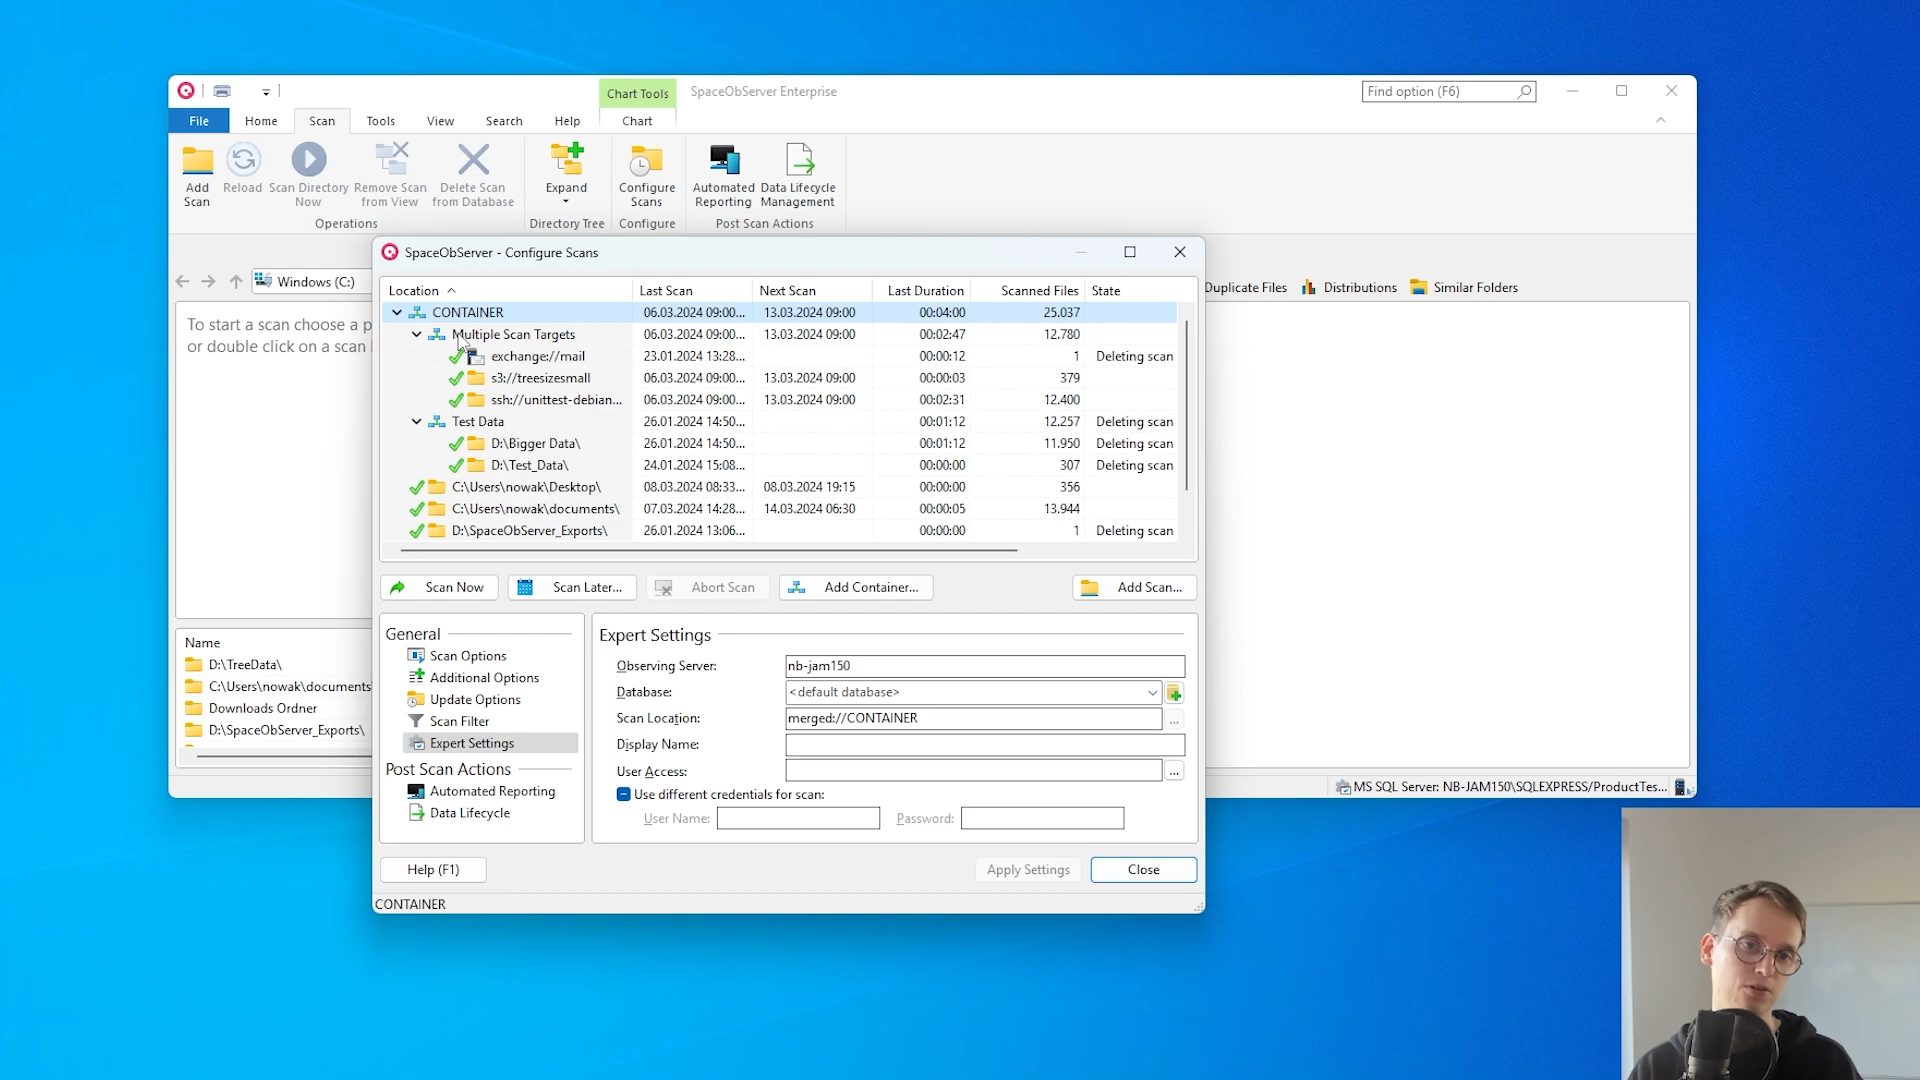 Chart Tools SpaceObServer Enterprise Find option (F6)
File Home Scan Tools View Search Help Chart
Add Scan
Reload
Scan Directory Now
Remove Scan from View
Delete Scan from Database
Expand
Configure Scans
Automated Reporting
Data Lifecycle Management
Operations Directory Tree Configure Post Scan Actions
SpaceObServer - Configure Scans
Windows (C:)
Duplicate Files Distributions Similar Folders
To start a scan choose a p
or double click on a scan
Location Last Scan Next Scan Last Duration Scanned Files State
CONTAINER 06.03.2024 09:00... 13.03.2024 09:00 00:04:00 25.037
Multiple Scan Targets 06.03.2024 09:00... 13.03.2024 09:00 00:02:47 12.780
exchange://mail 23.01.2024 13:28... 00:00:12 1 Deleting scan
s3://treesizesmall 06.03.2024 09:00... 13.03.2024 09:00 00:00:03 379
ssh://unittest-debian... 06.03.2024 09:00... 13.03.2024 09:00 00:02:31 12.400
Test Data 26.01.2024 14:50... 00:01:12 12.257 Deleting scan
D:\Bigger Data\ 26.01.2024 14:50... 00:01:12 11.950 Deleting scan
D:\Test_Data\ 24.01.2024 15:08... 00:00:00 307 Deleting scan
C:\Users\nowak\Desktop\ 08.03.2024 08:33... 08.03.2024 19:15 00:00:00 356
C:\Users\nowak\documents\ 07.03.2024 14:28... 14.03.2024 06:30 00:00:05 13.944
D:\SpaceObServer_Exports\ 26.01.2024 13:06... 00:00:00 1 Deleting scan
Scan Now Scan Later... Abort Scan Add Container... Add Scan...
Name
D:\TreeData\
C:\Users\nowak\documents
Downloads Ordner
D:\SpaceObServer_Exports\
General
Scan Options
Additional Options
Update Options
Scan Filter
Expert Settings
Post Scan Actions
Automated Reporting
Data Lifecycle
Expert Settings
Observing Server: nb-jam150
Database: <default database>
Scan Location: merged://CONTAINER
Display Name:
User Access:
Use different credentials for scan:
User Name: Password:
MS SQL Server: NB-JAM150\SQLEXPRESS/ProductTes...
Help (F1) Apply Settings Close
CONTAINER